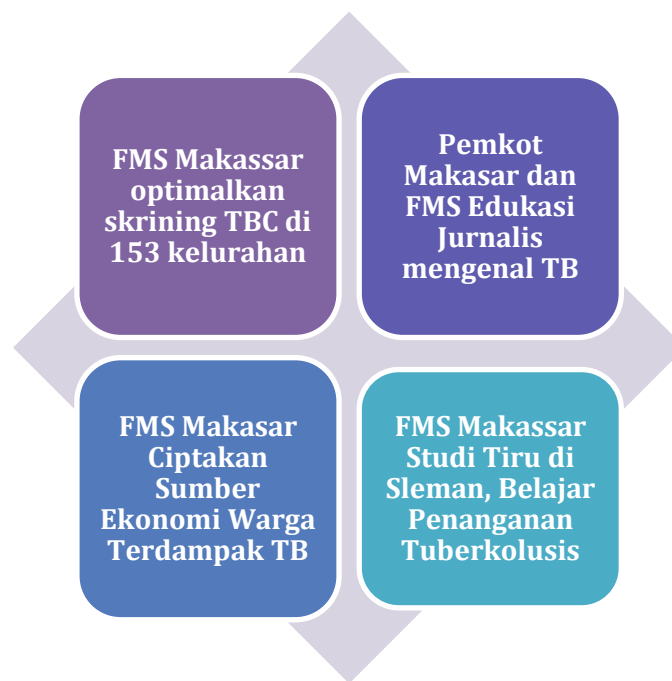 FMS Makassar
optimalkan
skrining TBC di
153 kelurahan
Pemkot
Makasar dan
FMS Edukasi
Jurnalis
mengenal TB
FMS Makasar
Ciptakan
Sumber
Ekonomi Warga
Terdampak TB
FMS Makassar
Studi Tiru di
Sleman, Belajar
Penanganan
Tuberkolusis